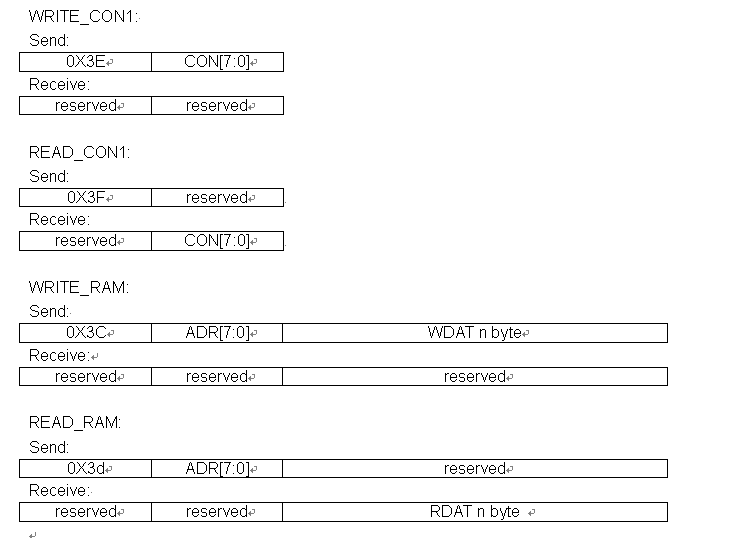 WRITE_CON1:
Send:
0X3E CON[7:0]
Receive:
reserved reserved
READ_CON1:
Send:
0X3F reserved
Receive:
reserved CON[7:0]
WRITE_RAM:
Send:
0X3C ADR[7:0] WDAT n byte
Receive:
reserved reserved reserved
READ_RAM:
Send:
0X3d ADR[7:0] reserved
Receive:
reserved reserved RDAT n byte